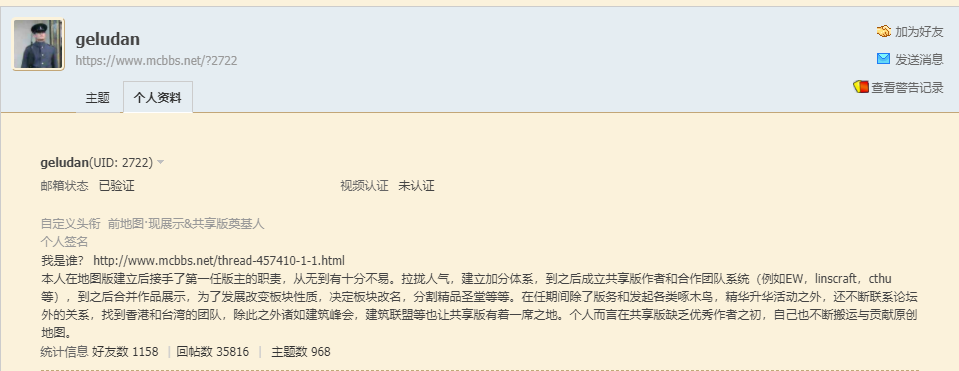 geludan
加为好友
https://www.mcbbs.net/?2722
发送消息
查看警告记录
主题 个人资料
geludan(UID: 2722)
邮箱状态 已验证 视频认证 未认证
自定义头衔 前地图·现展示&共享版奠基人
个人签名
我是谁? http://www.mcbbs.net/thread-457410-1-1.html
本人在地图版建立后接手了第一任版主的职责，从无到有十分不易。拉拢人气，建立加分体系，到之后成立共享版作者和合作团队系统（例如EW，linscraft，cthu
等），到之后合并作品展示，为了发展改变板块性质，决定板块改名，分割精品圣堂等等。在任期间除了版务和发起各类啄木鸟，精华升华活动之外，还不断联系论坛
外的关系，找到香港和台湾的团队，除此之外诸如建筑峰会，建筑联盟等也让共享版有着一席之地。个人而言在共享版缺乏优秀作者之初，自己也不断搬运与贡献原创
地图。
统计信息 好友数 1158 | 回帖数 35816 | 主题数 968